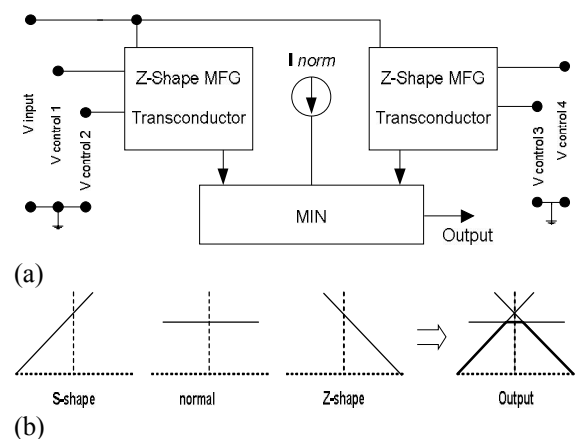 Z-Shape MFG
Transconductor
I norm
Z-Shape MFG
Transconductor
V input
V control 1
V control 2
V control 3
V control 4
MIN
Output
(a)
S-shape
normal
Z-shape
Output
(b)